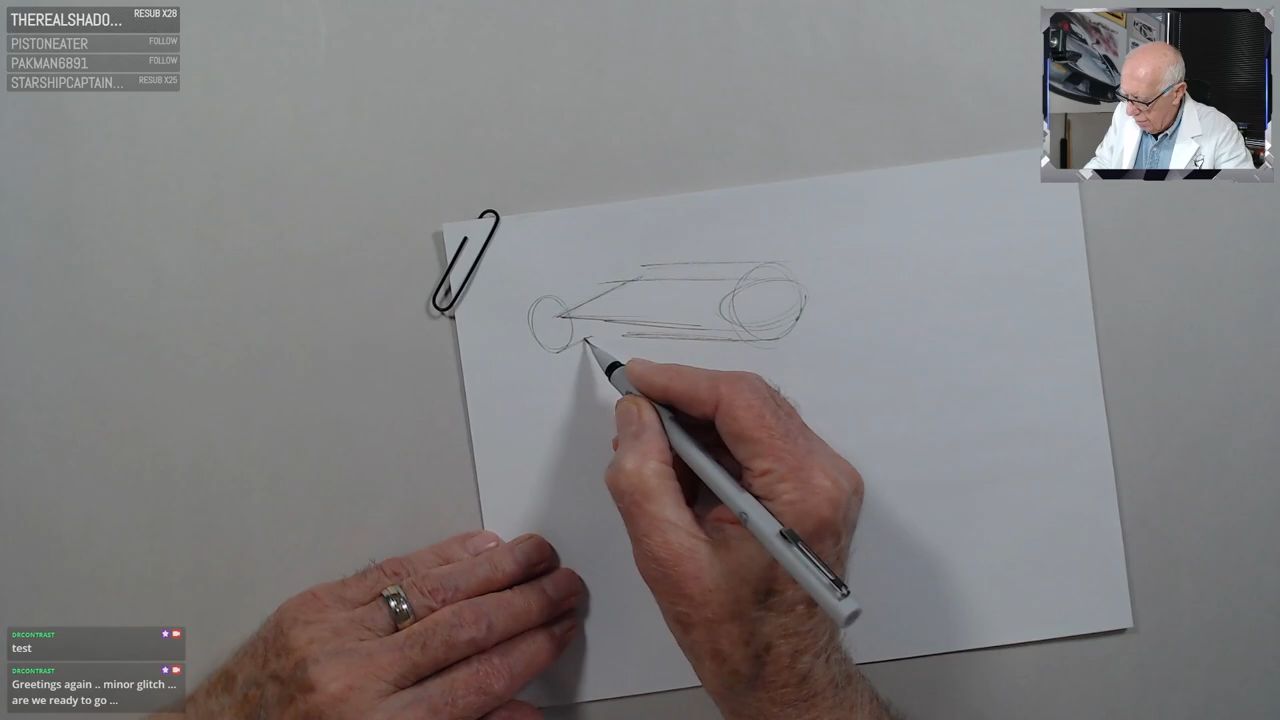 THEREALSHADO... RESUB X28
PISTONEATER FOLLOW
PAKMAN6891 FOLLOW
STARSHIPCAPTAIN... RESUB X25
DRCONTRAST
test
DRCONTRAST
Greetings again .. minor glitch ...
are we ready to go ...